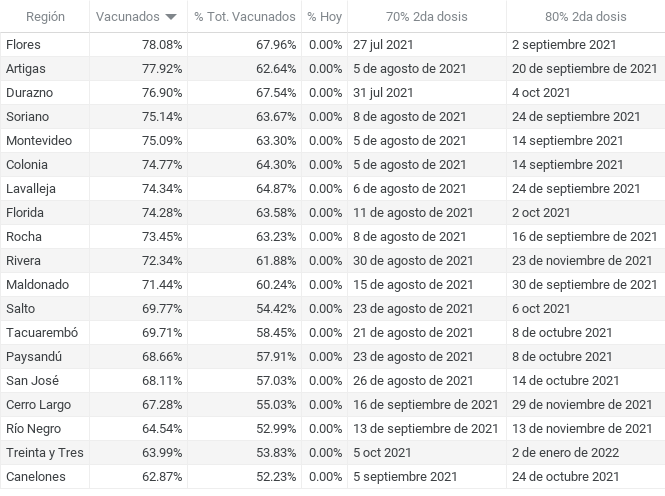 Región Vacunados % Tot. Vacunados % Hoy 70% 2da dosis 80% 2da dosis
Flores 78.08% 67.96% 0.00% 27 jul 2021 2 septiembre 2021
Artigas 77.92% 62.64% 0.00% 5 de agosto de 2021 20 de septiembre de 2021
Durazno 76.90% 67.54% 0.00% 31 jul 2021 4 oct 2021
Soriano 75.14% 63.67% 0.00% 8 de agosto de 2021 24 de septiembre de 2021
Montevideo 75.09% 63.30% 0.00% 5 de agosto de 2021 14 septiembre 2021
Colonia 74.77% 64.30% 0.00% 5 de agosto de 2021 14 septiembre 2021
Lavalleja 74.34% 64.87% 0.00% 6 de agosto de 2021 24 de septiembre de 2021
Florida 74.28% 63.58% 0.00% 11 de agosto de 2021 2 oct 2021
Rocha 73.45% 63.23% 0.00% 8 de agosto de 2021 16 de septiembre de 2021
Rivera 72.34% 61.88% 0.00% 30 de agosto de 2021 23 de noviembre de 2021
Maldonado 71.44% 60.24% 0.00% 15 de agosto de 2021 30 de septiembre de 2021
Salto 69.77% 54.42% 0.00% 23 de agosto de 2021 6 oct 2021
Tacuarembó 69.71% 58.45% 0.00% 21 de agosto de 2021 8 de octubre de 2021
Paysandú 68.66% 57.91% 0.00% 23 de agosto de 2021 8 de octubre de 2021
San José 68.11% 57.03% 0.00% 26 de agosto de 2021 14 de octubre de 2021
Cerro Largo 67.28% 55.03% 0.00% 16 de septiembre de 2021 29 de noviembre de 2021
Río Negro 64.54% 52.99% 0.00% 13 de septiembre de 2021 13 de noviembre de 2021
Treinta y Tres 63.99% 53.83% 0.00% 5 oct 2021 2 de enero de 2022
Canelones 62.87% 52.23% 0.00% 5 septiembre 2021 24 de octubre de 2021